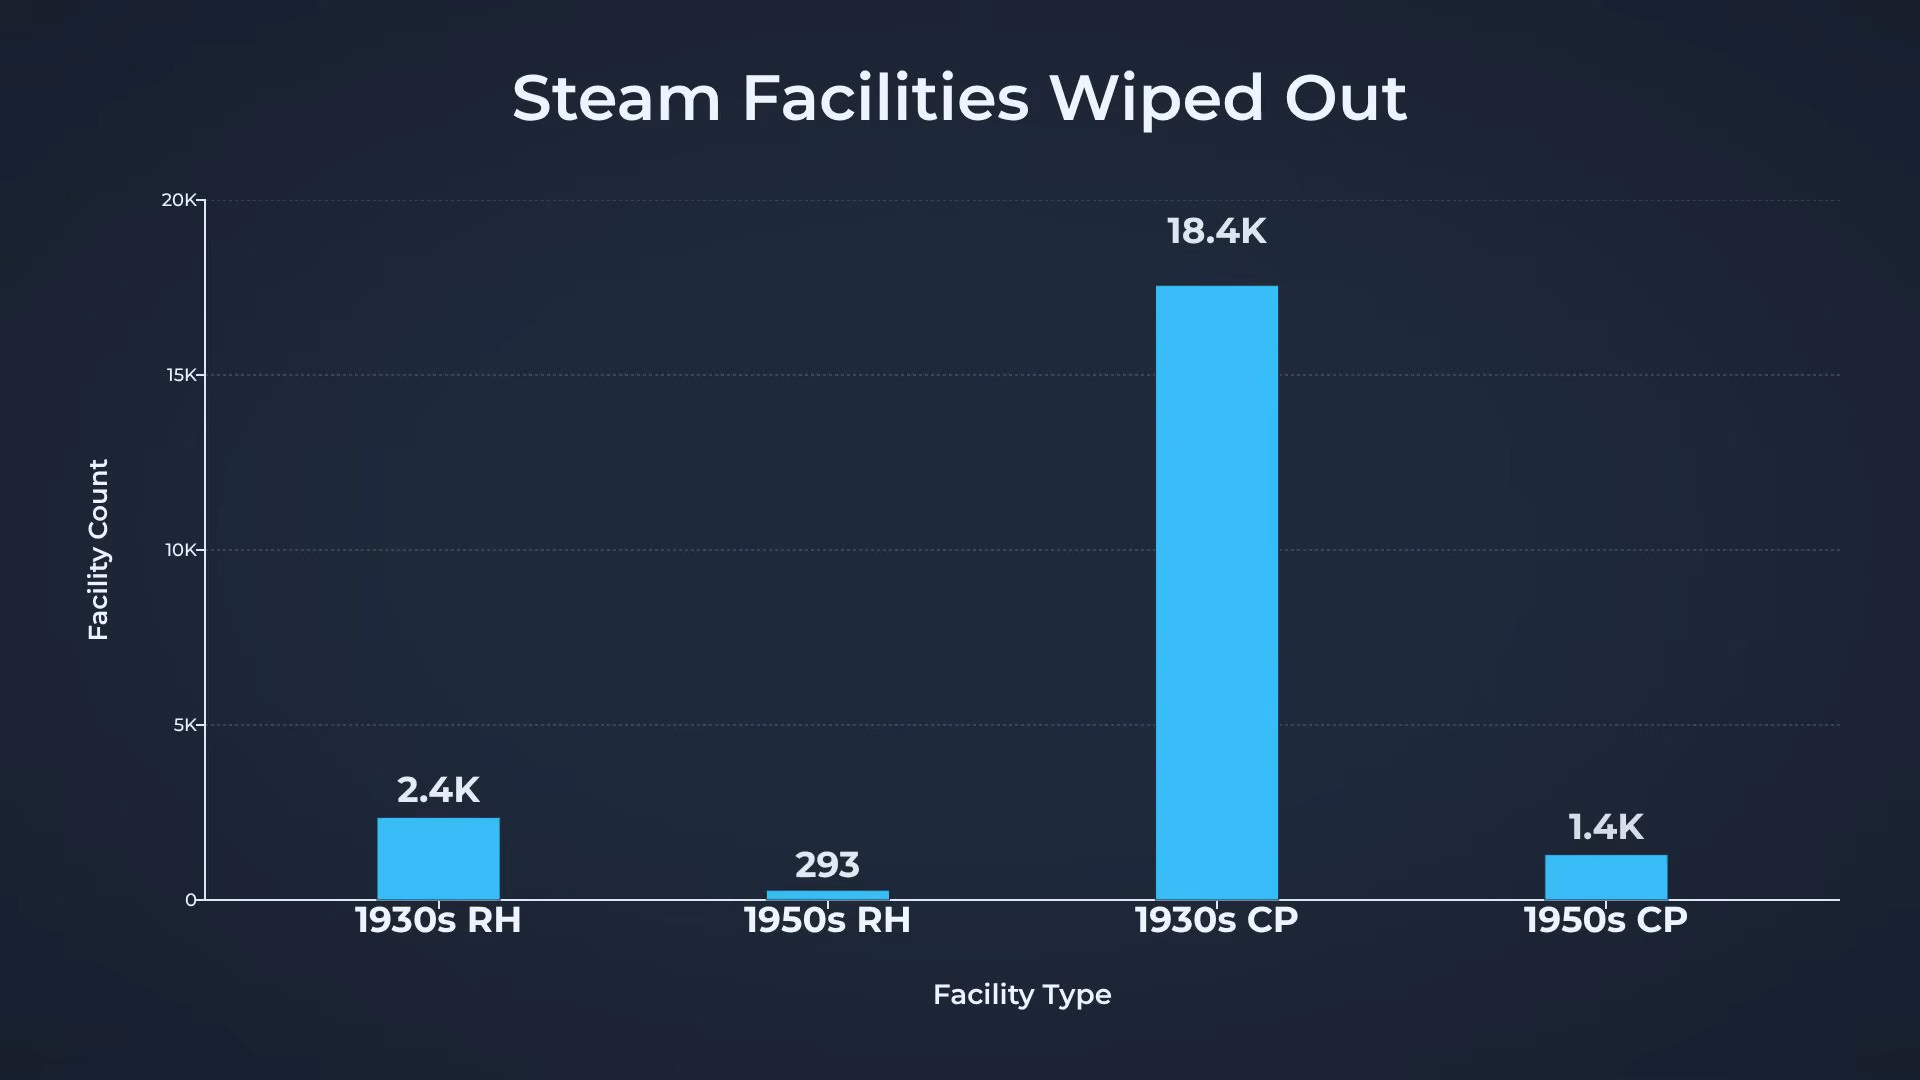 Steam Facilities Wiped Out
Facility Count
20K
15K
10K
5K
0
18.4K
2.4K
293
1.4K
1930s RH
1950s RH
1930s CP
1950s CP
Facility Type